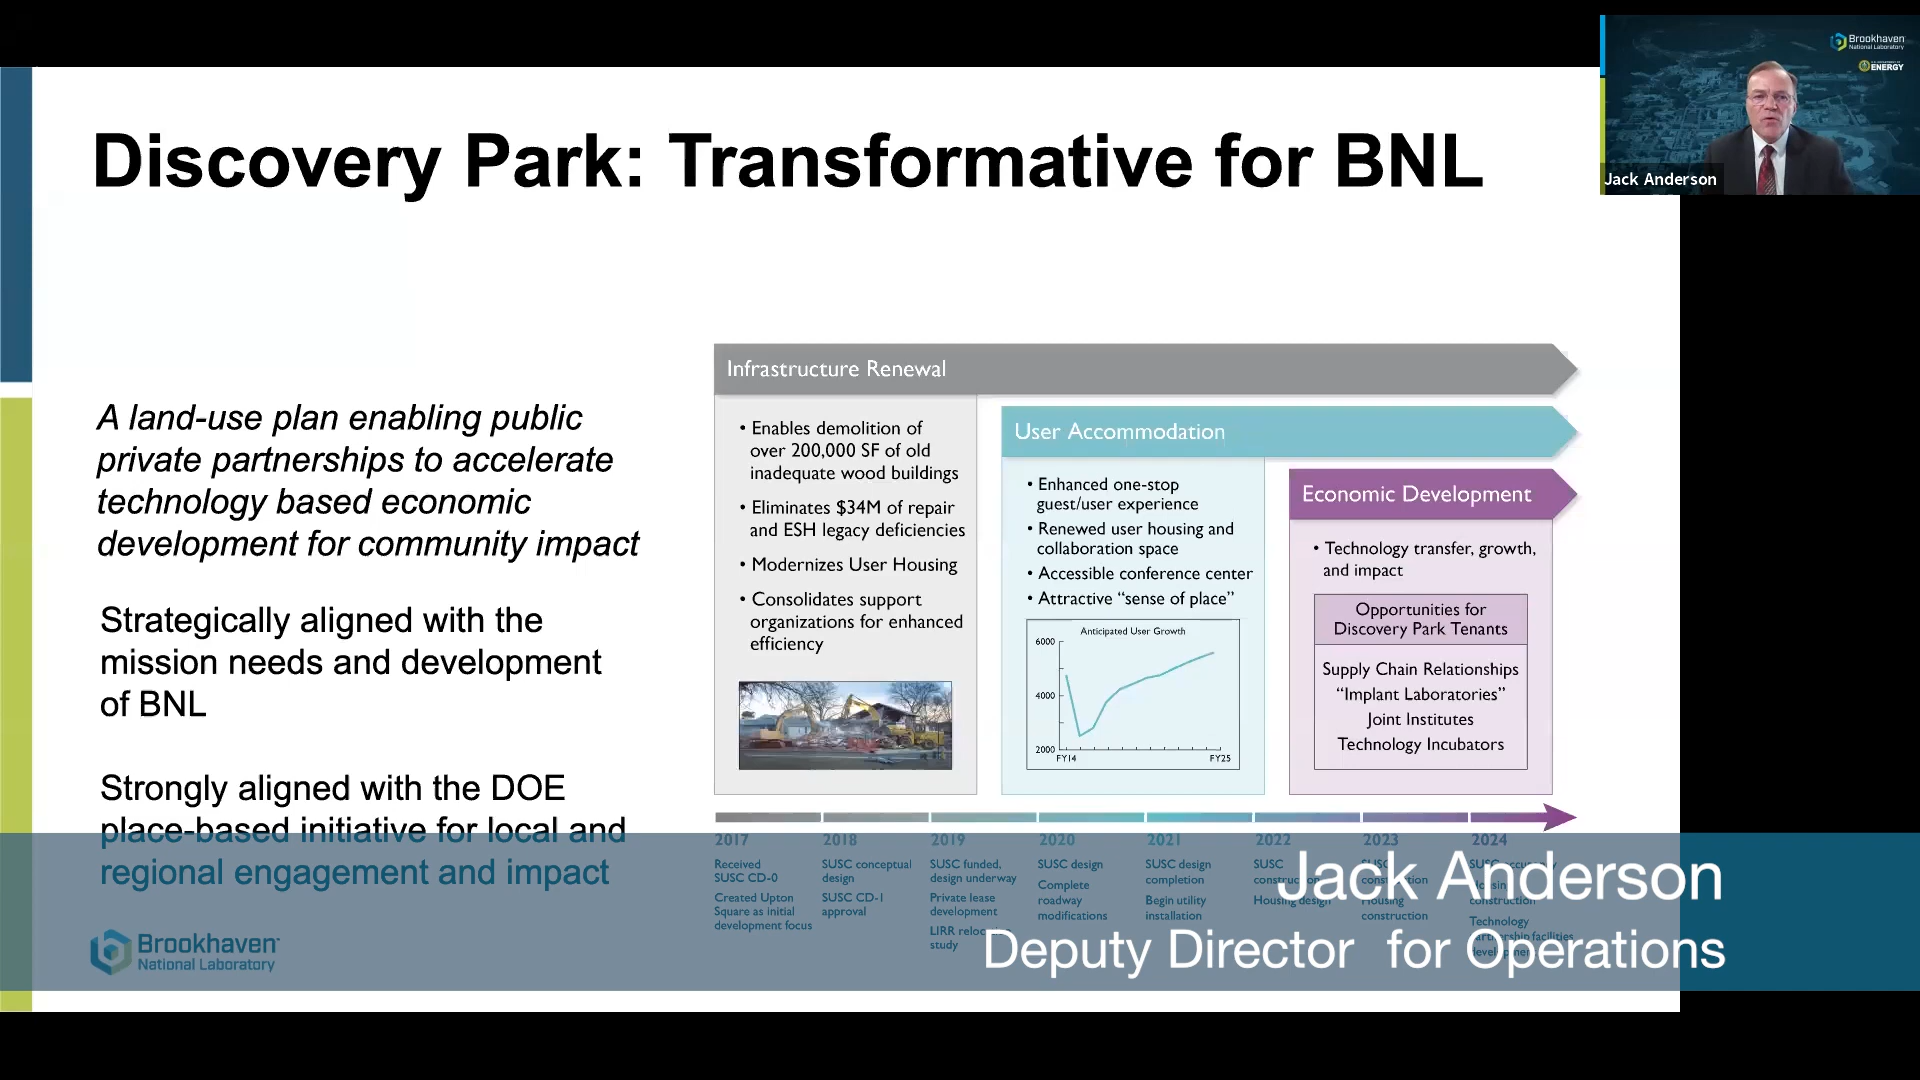 Brookhaven
National Laboratory
ENERGY
Jack Anderson
Discovery Park: Transformative for BNL
A land-use plan enabling public
private partnerships to accelerate
technology based economic
development for community impact
Strategically aligned with the
mission needs and development
of BNL
Strongly aligned with the DOE
place-based initiative for local and
regional engagement and impact
Infrastructure Renewal
• Enables demolition of
over 200,000 SF of old
inadequate wood buildings
• Eliminates $34M of repair
and ESH legacy deficiencies
• Modernizes User Housing
• Consolidates support
organizations for enhanced
efficiency
User Accommodation
• Enhanced one-stop
guest/user experience
• Renewed user housing and
collaboration space
• Accessible conference center
• Attractive “sense of place”
Anticipated User Growth
6000
4000
2000
FY14
FY25
Economic Development
• Technology transfer, growth,
and impact
Opportunities for
Discovery Park Tenants
Supply Chain Relationships
“Implant Laboratories”
Joint Institutes
Technology Incubators
2017
Received
SUSC CD-0
Created Upton
Square as initial
development focus
2018
SUSC conceptual
design
SUSC CD-1
approval
2019
SUSC funded,
design underway
Private lease
development
LIRR
study
2020
SUSC design
Complete
roadway
modifications
2021
SUSC design
completion
Begin utility
installation
2022
SUSC
Housing design
2023
SUSC
construction
Housing
construction
2024
SUSC
construction
Technology
facilities
Jack Anderson
Deputy Director for Operations
Brookhaven
National Laboratory